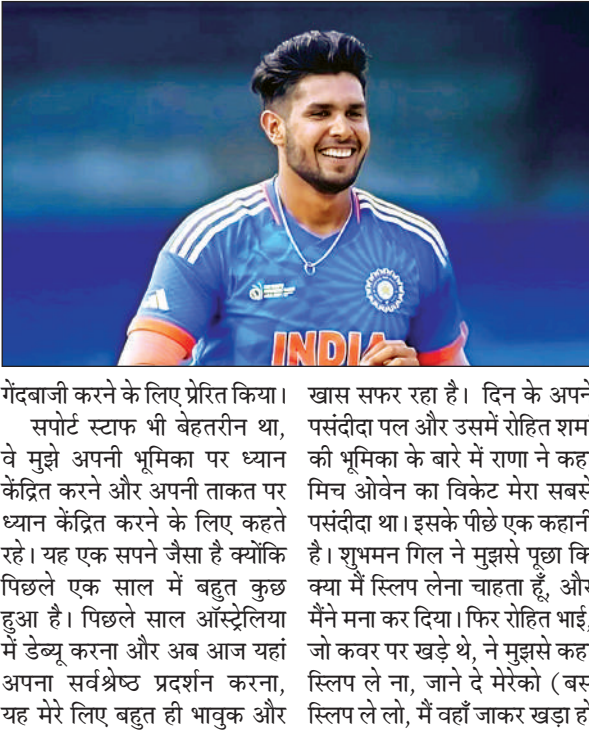 INDIA
गेंदबाजी करने के लिए प्रेरित किया।
सपोर्ट स्टाफ भी बेहतरीन था,
वे मुझे अपनी भूमिका पर ध्यान
केंद्रित करने और अपनी ताकत पर
ध्यान केंद्रित करने के लिए कहते
रहे। यह एक सपने जैसा है क्योंकि
पिछले एक साल में बहुत कुछ
हुआ है। पिछले साल ऑस्ट्रेलिया
में डेब्यू करना और अब आज यहां
अपना सर्वश्रेष्ठ प्रदर्शन करना,
यह मेरे लिए बहुत ही भावुक और
खास सफर रहा है। दिन के अपने
पसंदीदा पल और उसमें रोहित शर्मा
की भूमिका के बारे में राणा ने कह
मिच ओवेन का विकेट मेरा सबसे
पसंदीदा था। इसके पीछे एक कहानी
है। शुभमन गिल ने मुझसे पूछा कि
क्या मैं स्लिप लेना चाहता हूँ, और
मैंने मना कर दिया। फिर रोहित भाई,
जो कवर पर खड़े थे, ने मुझसे कह
स्लिप ले ना, जाने दे मेरेको (बस
स्लिप ले लो, मैं वहाँ जाकर खड़ा हो